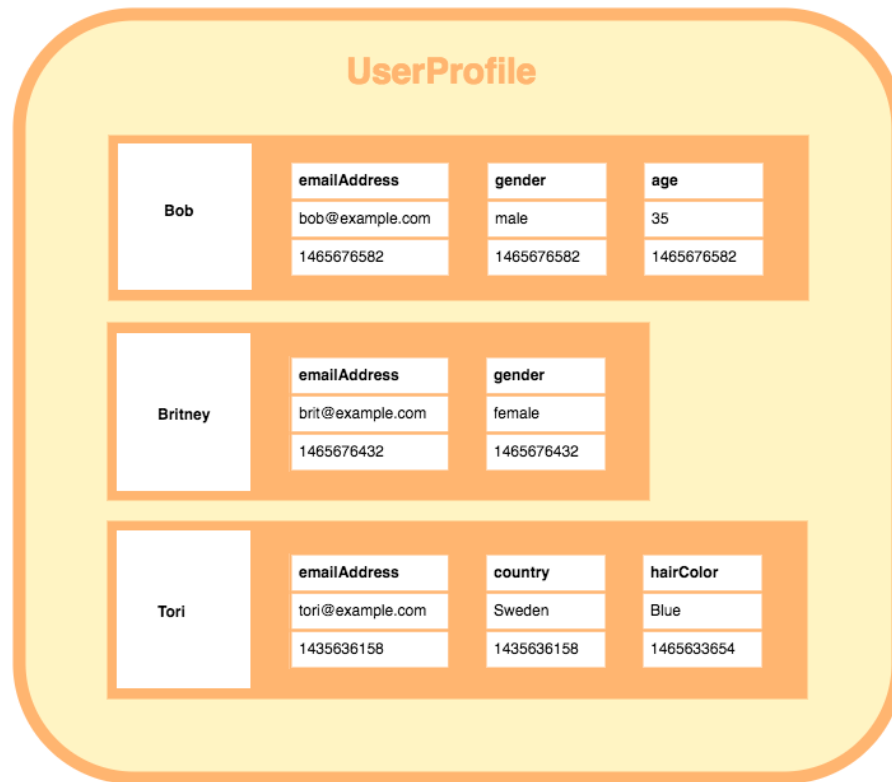 UserProfile
Bob
emailAddress gender age
bob@example.com male 35
1465676582 1465676582 1465676582
Britney
emailAddress gender
brit@example.com female
1465676432 1465676432
Tori
emailAddress country hairColor
tori@example.com Sweden Blue
1435636158 1435636158 1465633654